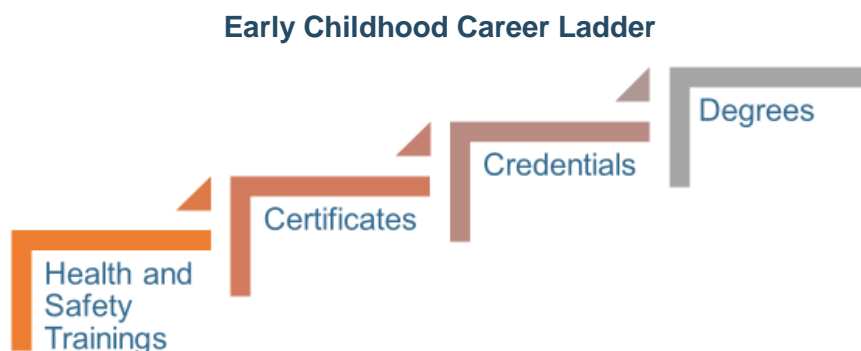 Early Childhood Career Ladder
Degrees
Credentials
Certificates
Health and
Safety
Trainings